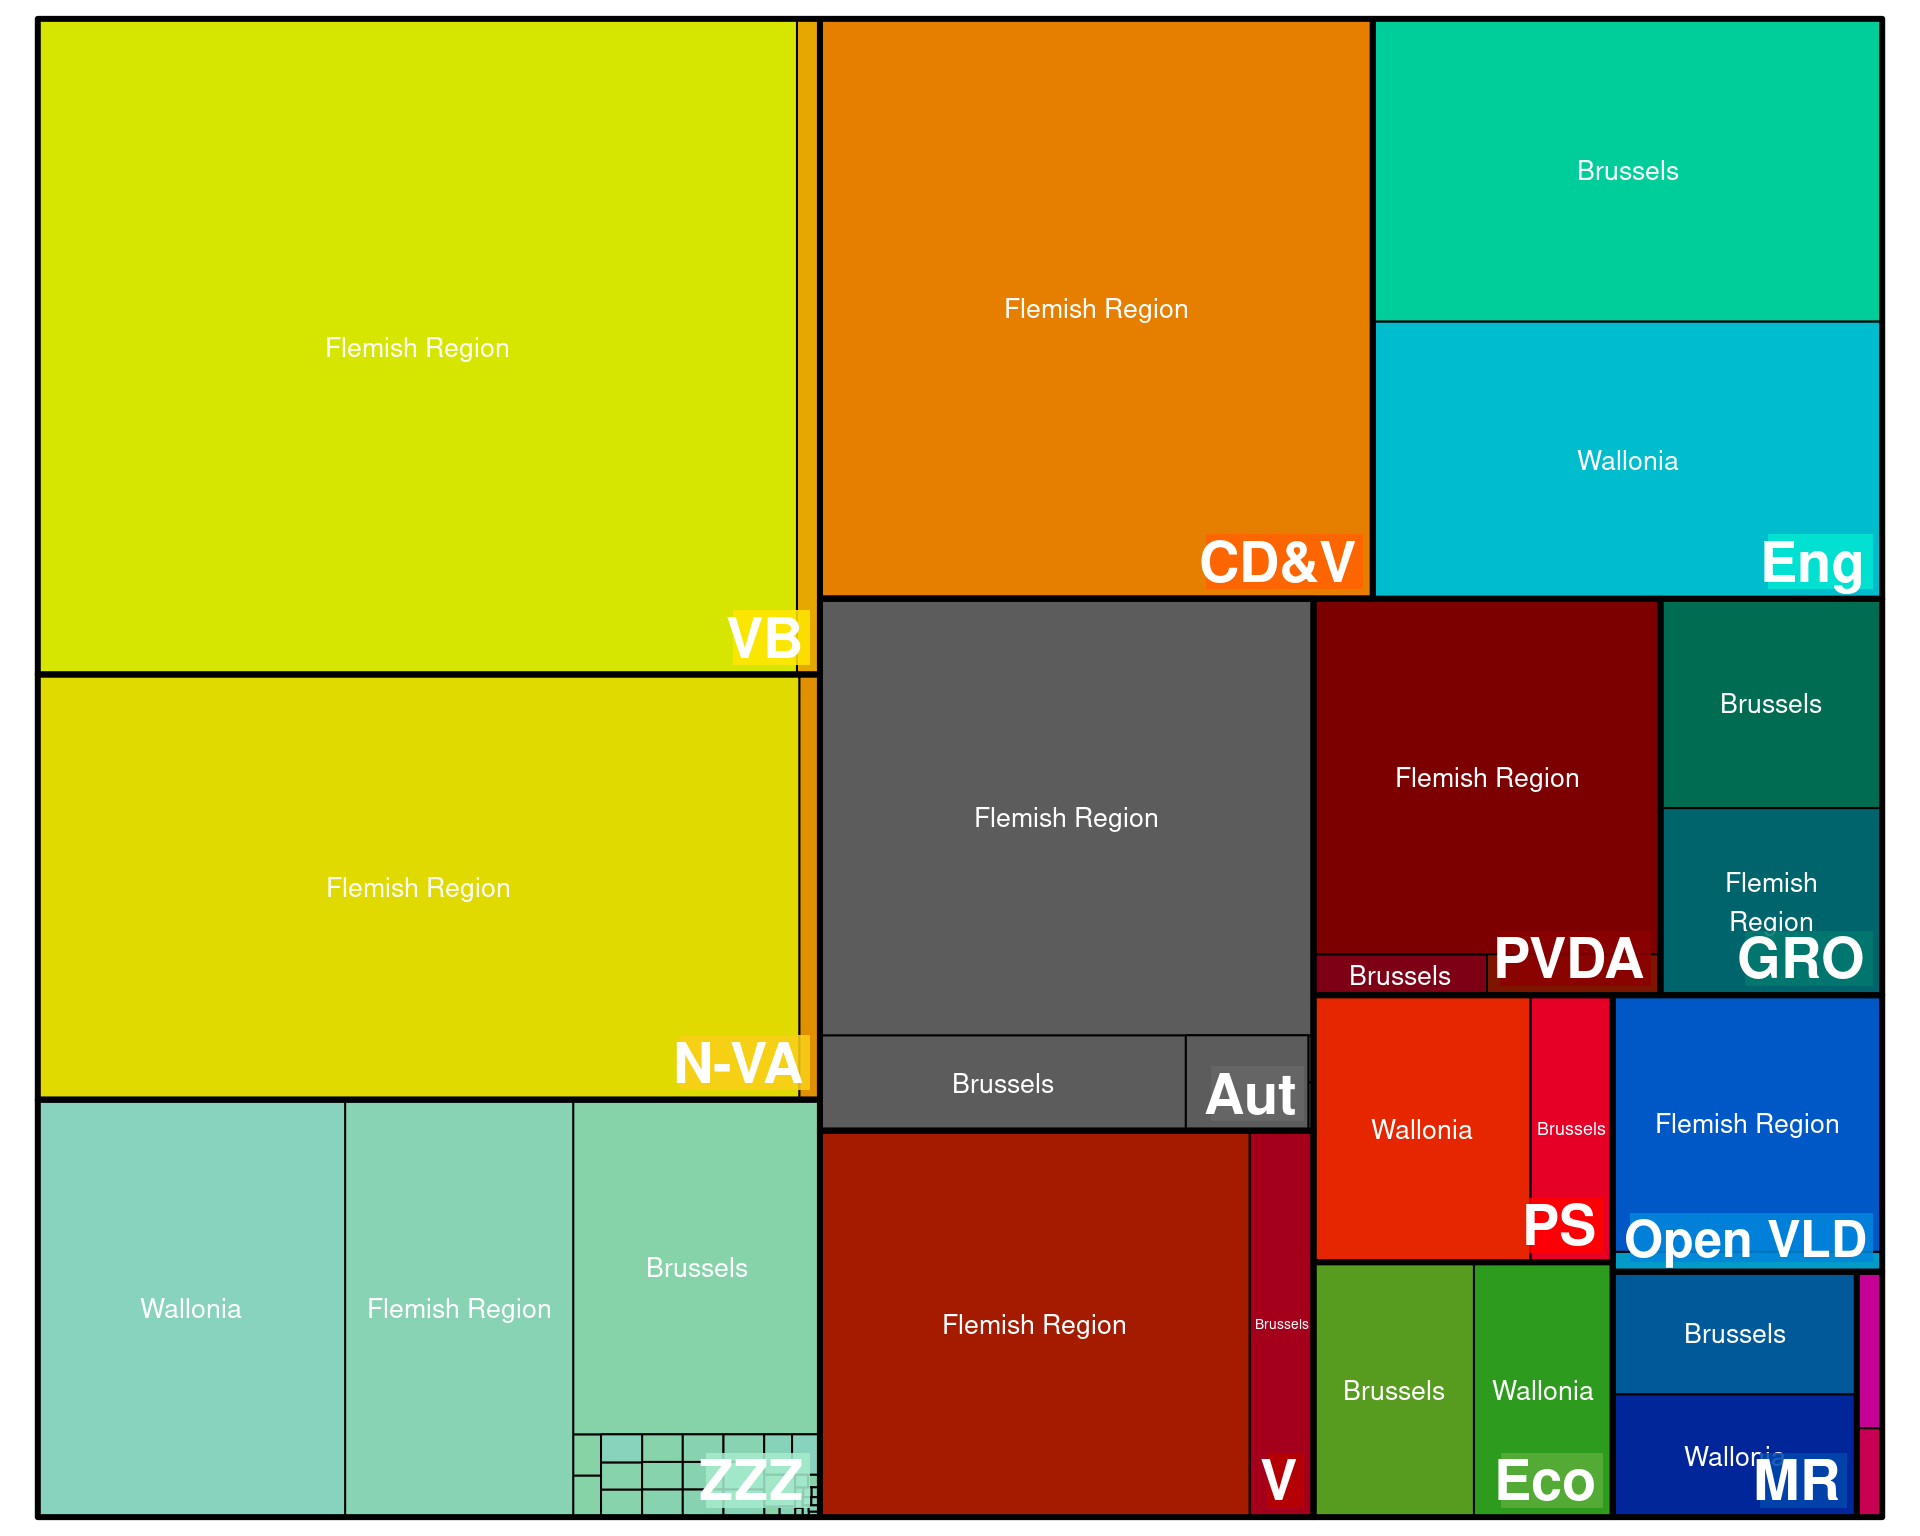 Flemish Region
VB
Flemish Region
N-VA
Wallonia
Flemish Region
Brussels
ZZZ
Flemish Region
CD&V
Brussels
Wallonia
Eng
Flemish Region
Brussels
Aut
Flemish Region
Brussels
V
Flemish Region
Brussels
PVDA
Brussels
Flemish
Region
GRO
Wallonia
Brussels
PS
Flemish Region
Open VLD
Brussels
Wallonia
Eco
Brussels
Wallonia
MR